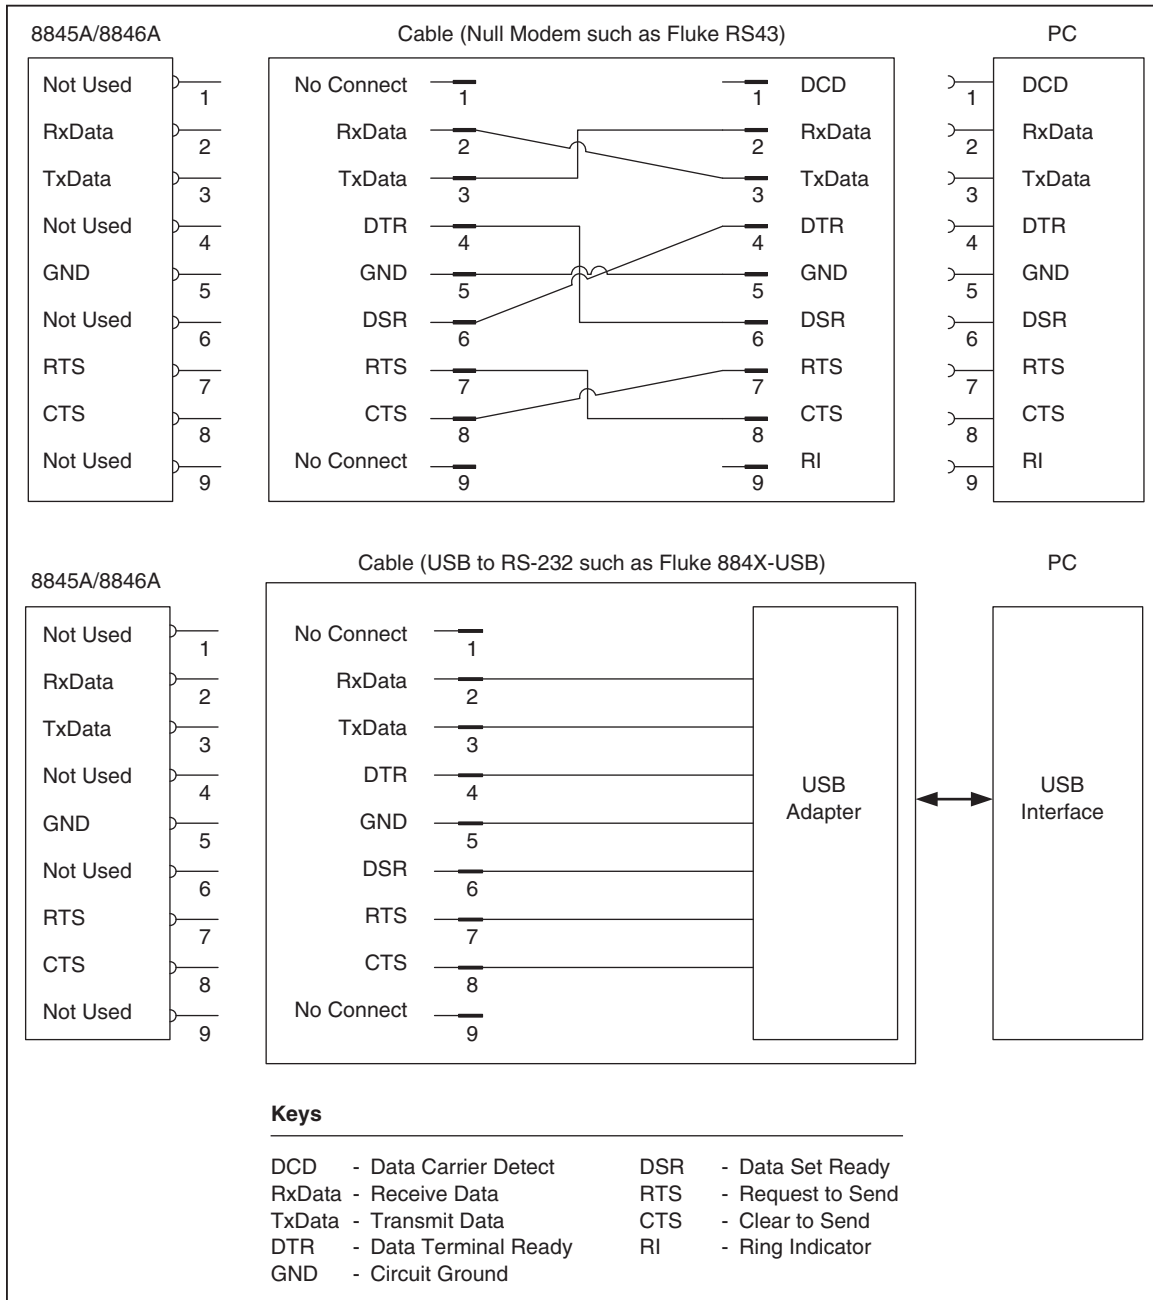 8845A/8846A Cable (Null Modem such as Fluke RS43) PC
Not Used 1 No Connect 1 1 DCD 1 DCD
RxData 2 RxData 2 2 RxData 2 RxData
TxData 3 TxData 3 3 TxData 3 TxData
Not Used 4 DTR 4 4 DTR 4 DTR
GND 5 GND 5 5 GND 5 GND
Not Used 6 DSR 6 6 DSR 6 DSR
RTS 7 RTS 7 7 RTS 7 RTS
CTS 8 CTS 8 8 CTS 8 CTS
Not Used 9 No Connect 9 9 RI 9 RI
8845A/8846A Cable (USB to RS-232 such as Fluke 884X-USB) PC
Not Used 1 No Connect 1
RxData 2 RxData 2
TxData 3 TxData 3
Not Used 4 DTR 4
GND 5 GND 5
Not Used 6 DSR 6
RTS 7 RTS 7
CTS 8 CTS 8
Not Used 9 No Connect 9
USB
Adapter
USB
Interface
Keys
DCD - Data Carrier Detect DSR - Data Set Ready
RxData - Receive Data RTS - Request to Send
TxData - Transmit Data CTS - Clear to Send
DTR - Data Terminal Ready RI - Ring Indicator
GND - Circuit Ground